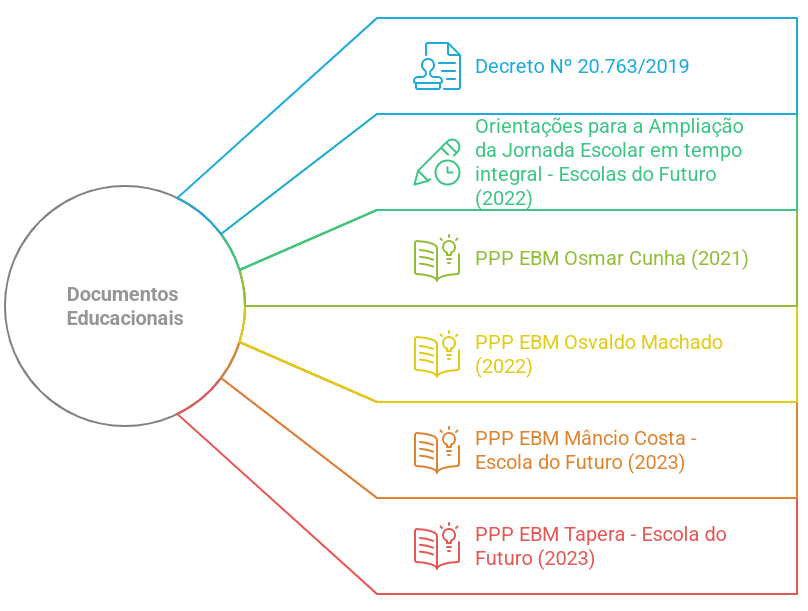 Decreto Nº 20.763/2019
Orientações para a Ampliação
da Jornada Escolar em tempo
integral - Escolas do Futuro
(2022)
PPP EBM Osmar Cunha (2021)
Documentos
Educacionais
PPP EBM Osvaldo Machado
(2022)
PPP EBM Mâncio Costa -
Escola do Futuro (2023)
PPP EBM Tapera - Escola do
Futuro (2023)